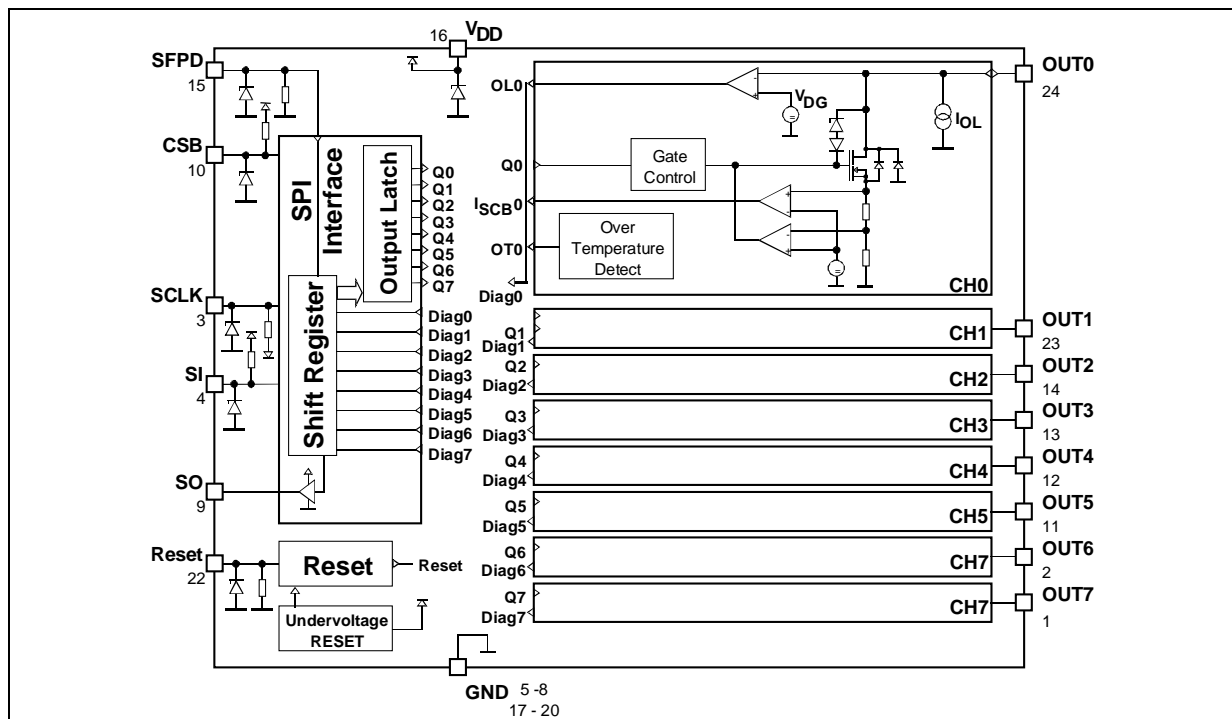 SFPD
15
CSB
10
SCLK
3
SI
4
SO
9
Reset
22
16
VDD
SPI
Interface
Output Latch
Shift Register
Q0
Q1
Q2
Q3
Q4
Q5
Q6
Q7
Diag0
Diag1
Diag2
Diag3
Diag4
Diag5
Diag6
Diag7
Reset
Reset
Undervoltage
RESET
GND
5 -8
17 - 20
OL0
Q0
ISCB0
OT0
Diag0
VDG
=
IOL
Gate
Control
-
+
+
-
-
+
=
Over
Temperature
Detect
CH0
OUT0
24
Q1
Diag1
CH1
OUT1
23
Q2
Diag2
CH2
OUT2
14
Q3
Diag3
CH3
OUT3
13
Q4
Diag4
CH4
OUT4
12
Q5
Diag5
CH5
OUT5
11
Q6
Diag6
CH7
OUT6
2
Q7
Diag7
CH7
OUT7
1